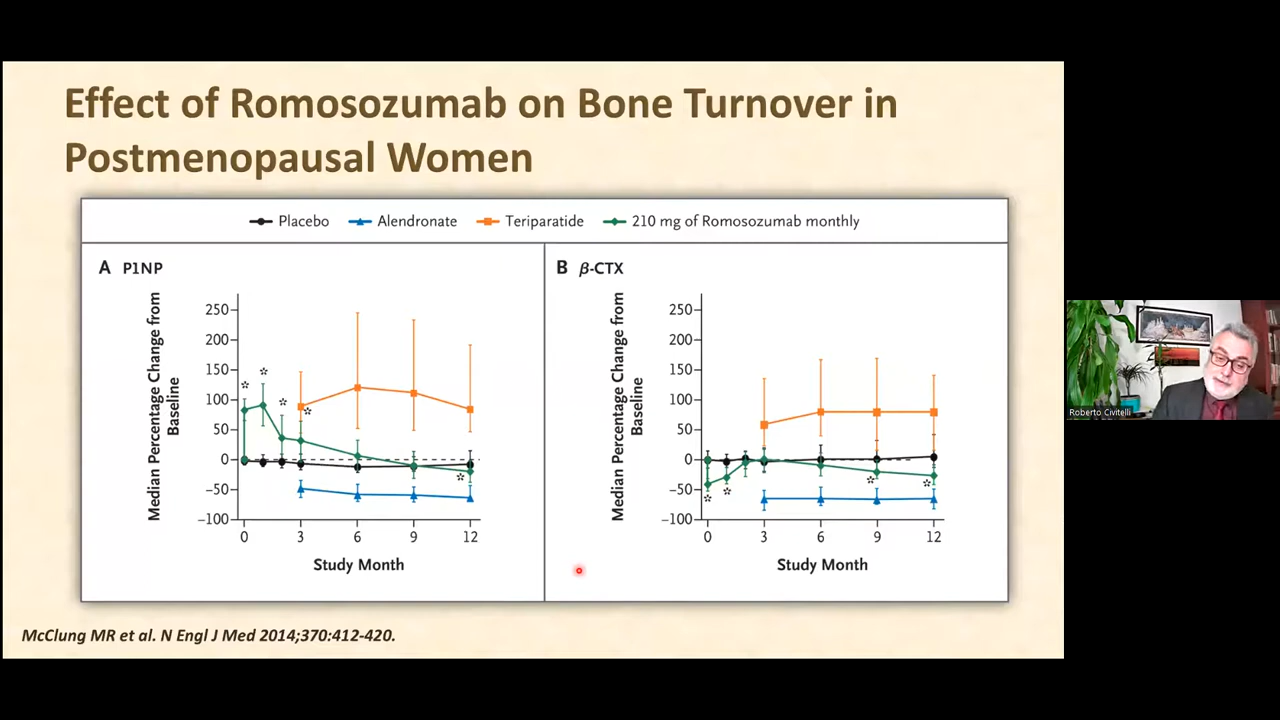 Effect of Romosozumab on Bone Turnover in
Postmenopausal Women
Placebo Alendronate Teriparatide 210 mg of Romosozumab monthly
A P1NP
Median Percentage Change from
Baseline
250
200
150
100
50
0
−50
−100
0 3 6 9 12
Study Month
B β-CTX
Median Percentage Change from
Baseline
250
200
150
100
50
0
−50
−100
0 3 6 9 12
Study Month
McClung MR et al. N Engl J Med 2014;370:412-420.
Roberto Civitelli